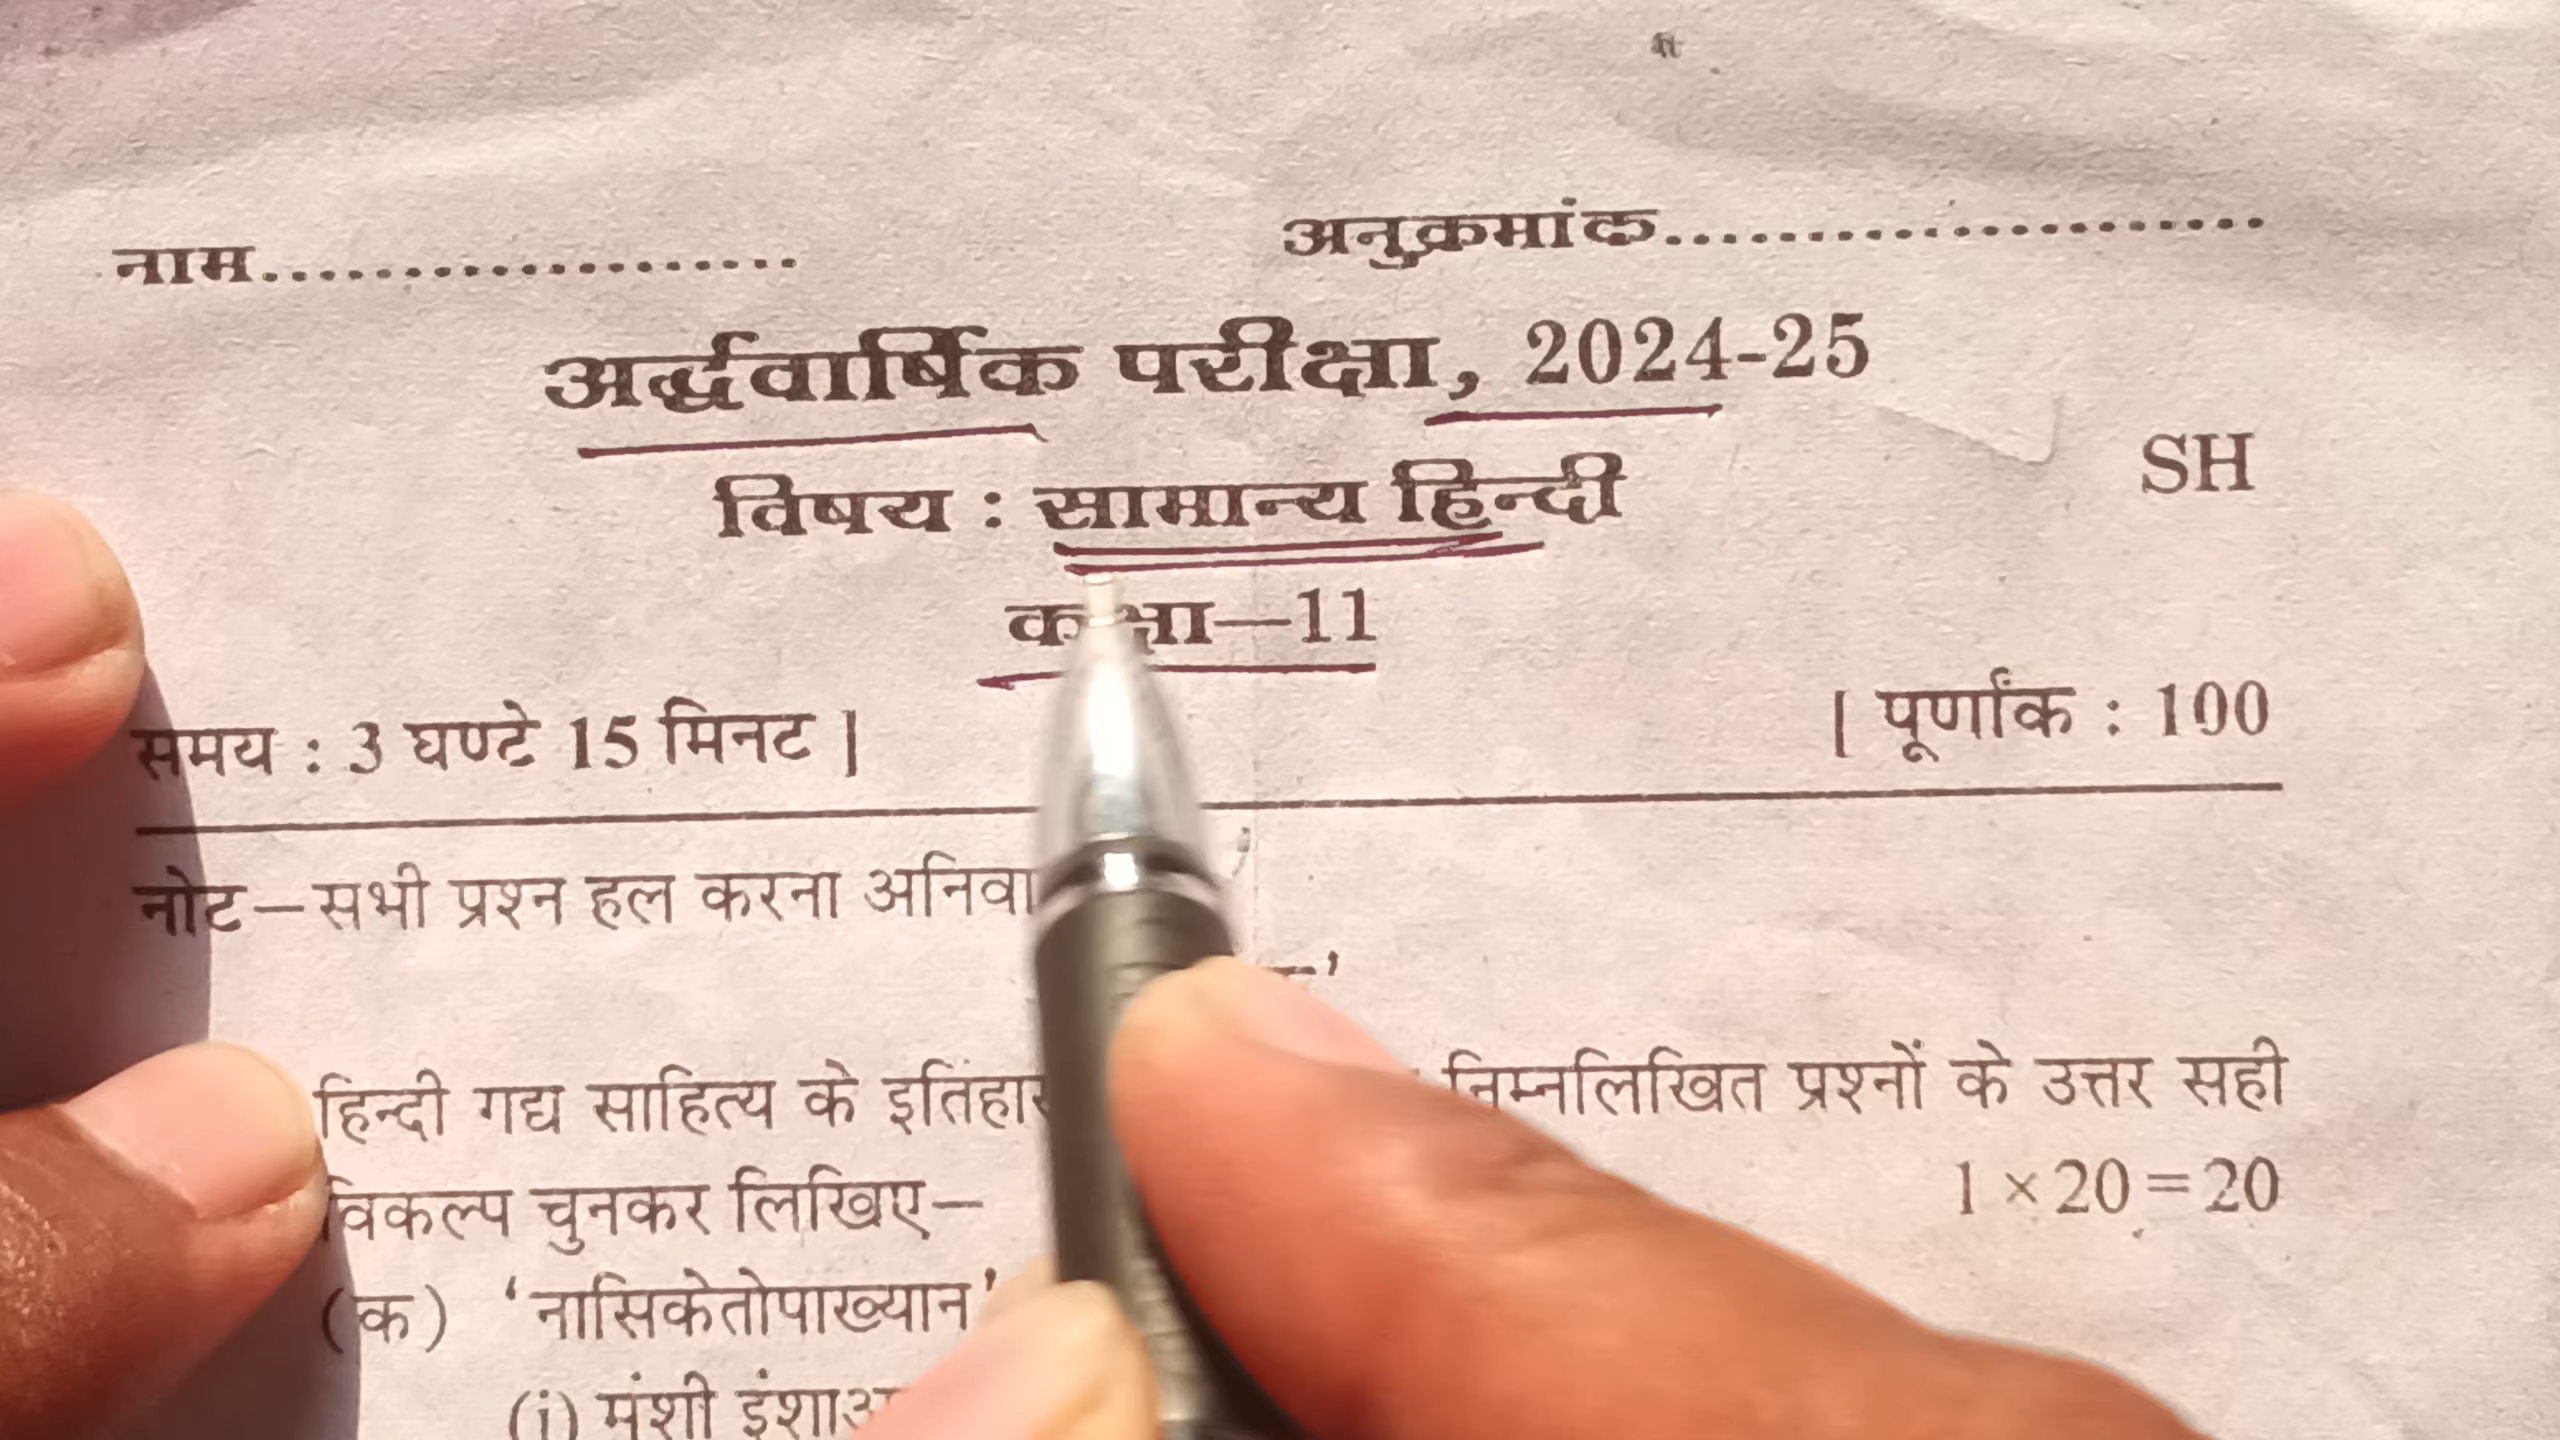 नाम.................... अनुक्रमांक......................
अर्द्धवार्षिक परीक्षा, 2024-25
विषय : सामान्य हिन्दी SH
कक्षा—11
समय : 3 घण्टे 15 मिनट | | पूर्णांक : 100
नोट—सभी प्रश्न हल करना
हिन्दी गद्य साहित्य के निम्नलिखित प्रश्नों के उत्तर सही
विकल्प चुनकर लिखिए— 1 × 20 = 20
(क) 'नासिकेतोपाख्यान'
(i) मुंशी